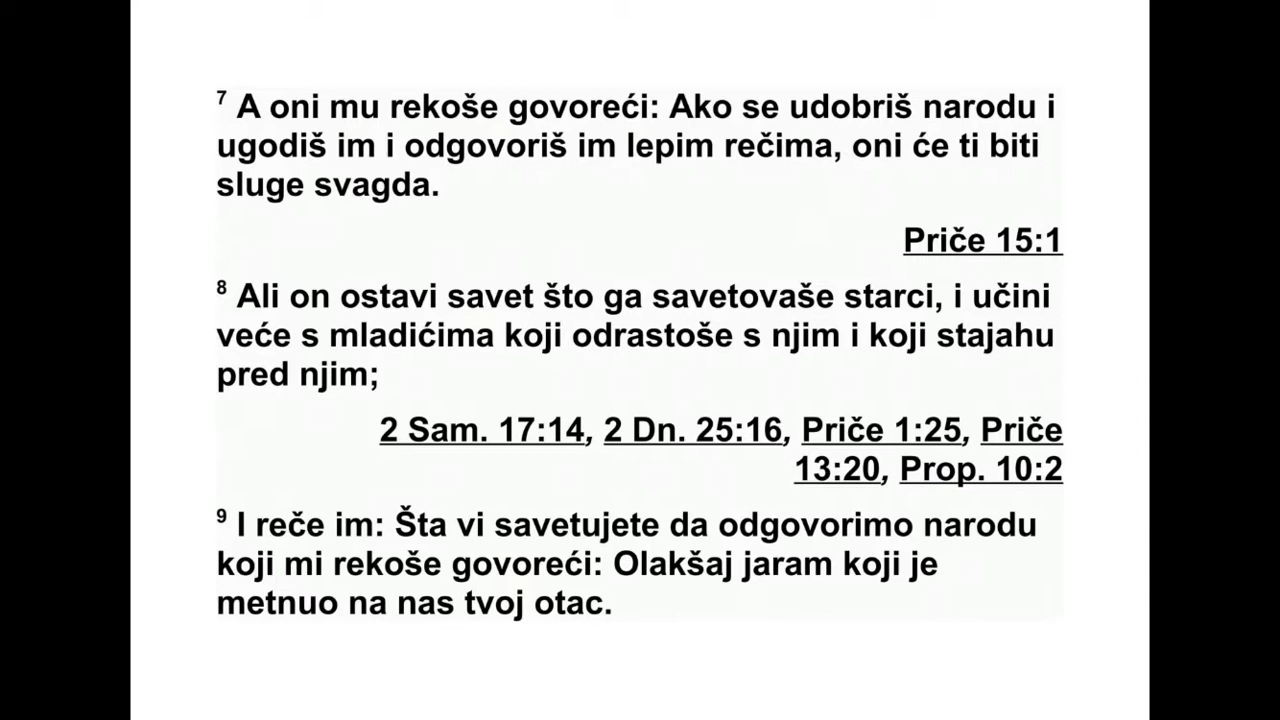 7 A oni mu rekoše govoreći: Ako se udobriš narodu i
ugodiš im i odgovoriš im lepim rečima, oni će ti biti
sluge svagda.
Priče 15:1
8 Ali on ostavi savet što ga savetovaše starci, i učini
veće s mladićima koji odrastoše s njim i koji stajahu
pred njim;
2 Sam. 17:14, 2 Dn. 25:16, Priče 1:25, Priče
13:20, Prop. 10:2
9 I reče im: Šta vi savetujete da odgovorimo narodu
koji mi rekoše govoreći: Olakšaj jaram koji je
metnuo na nas tvoj otac.